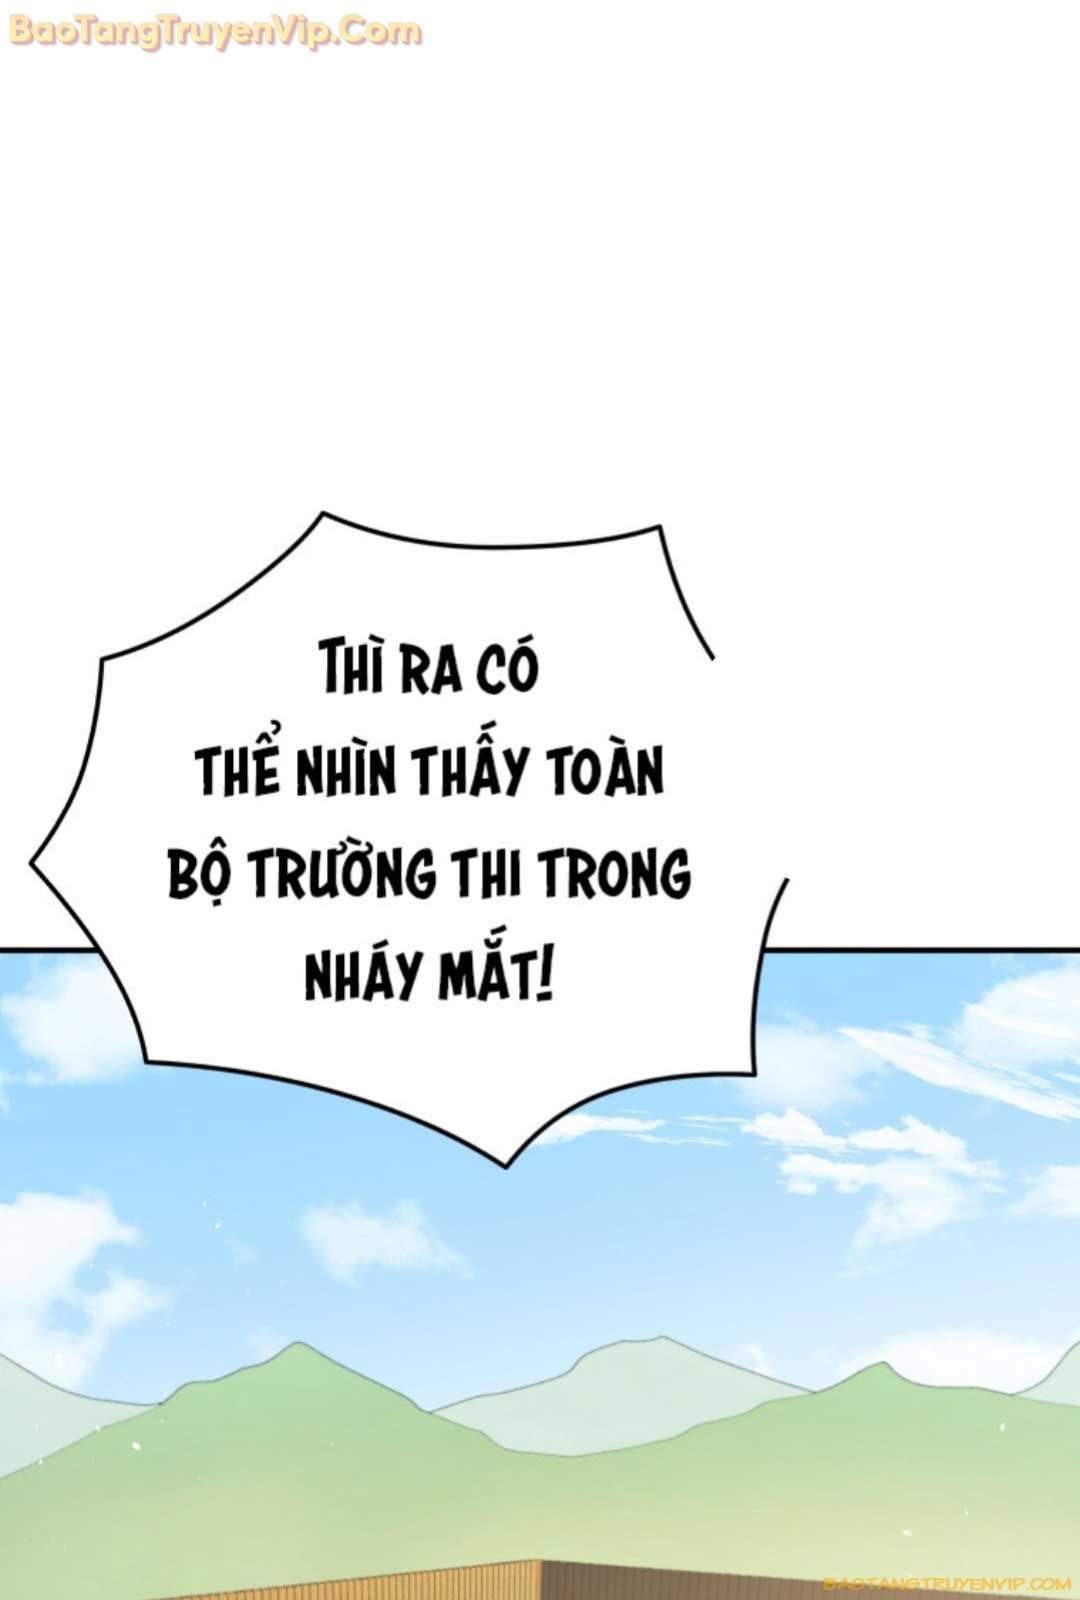 BaoTangTruyenVip.Com
THÌ RA CÓ
THỂ NHÌN THẤY TOÀN
BỘ TRƯỜNG THI TRONG
NHÁY MẮT!
BAOTANGTRUYENVIP.COM